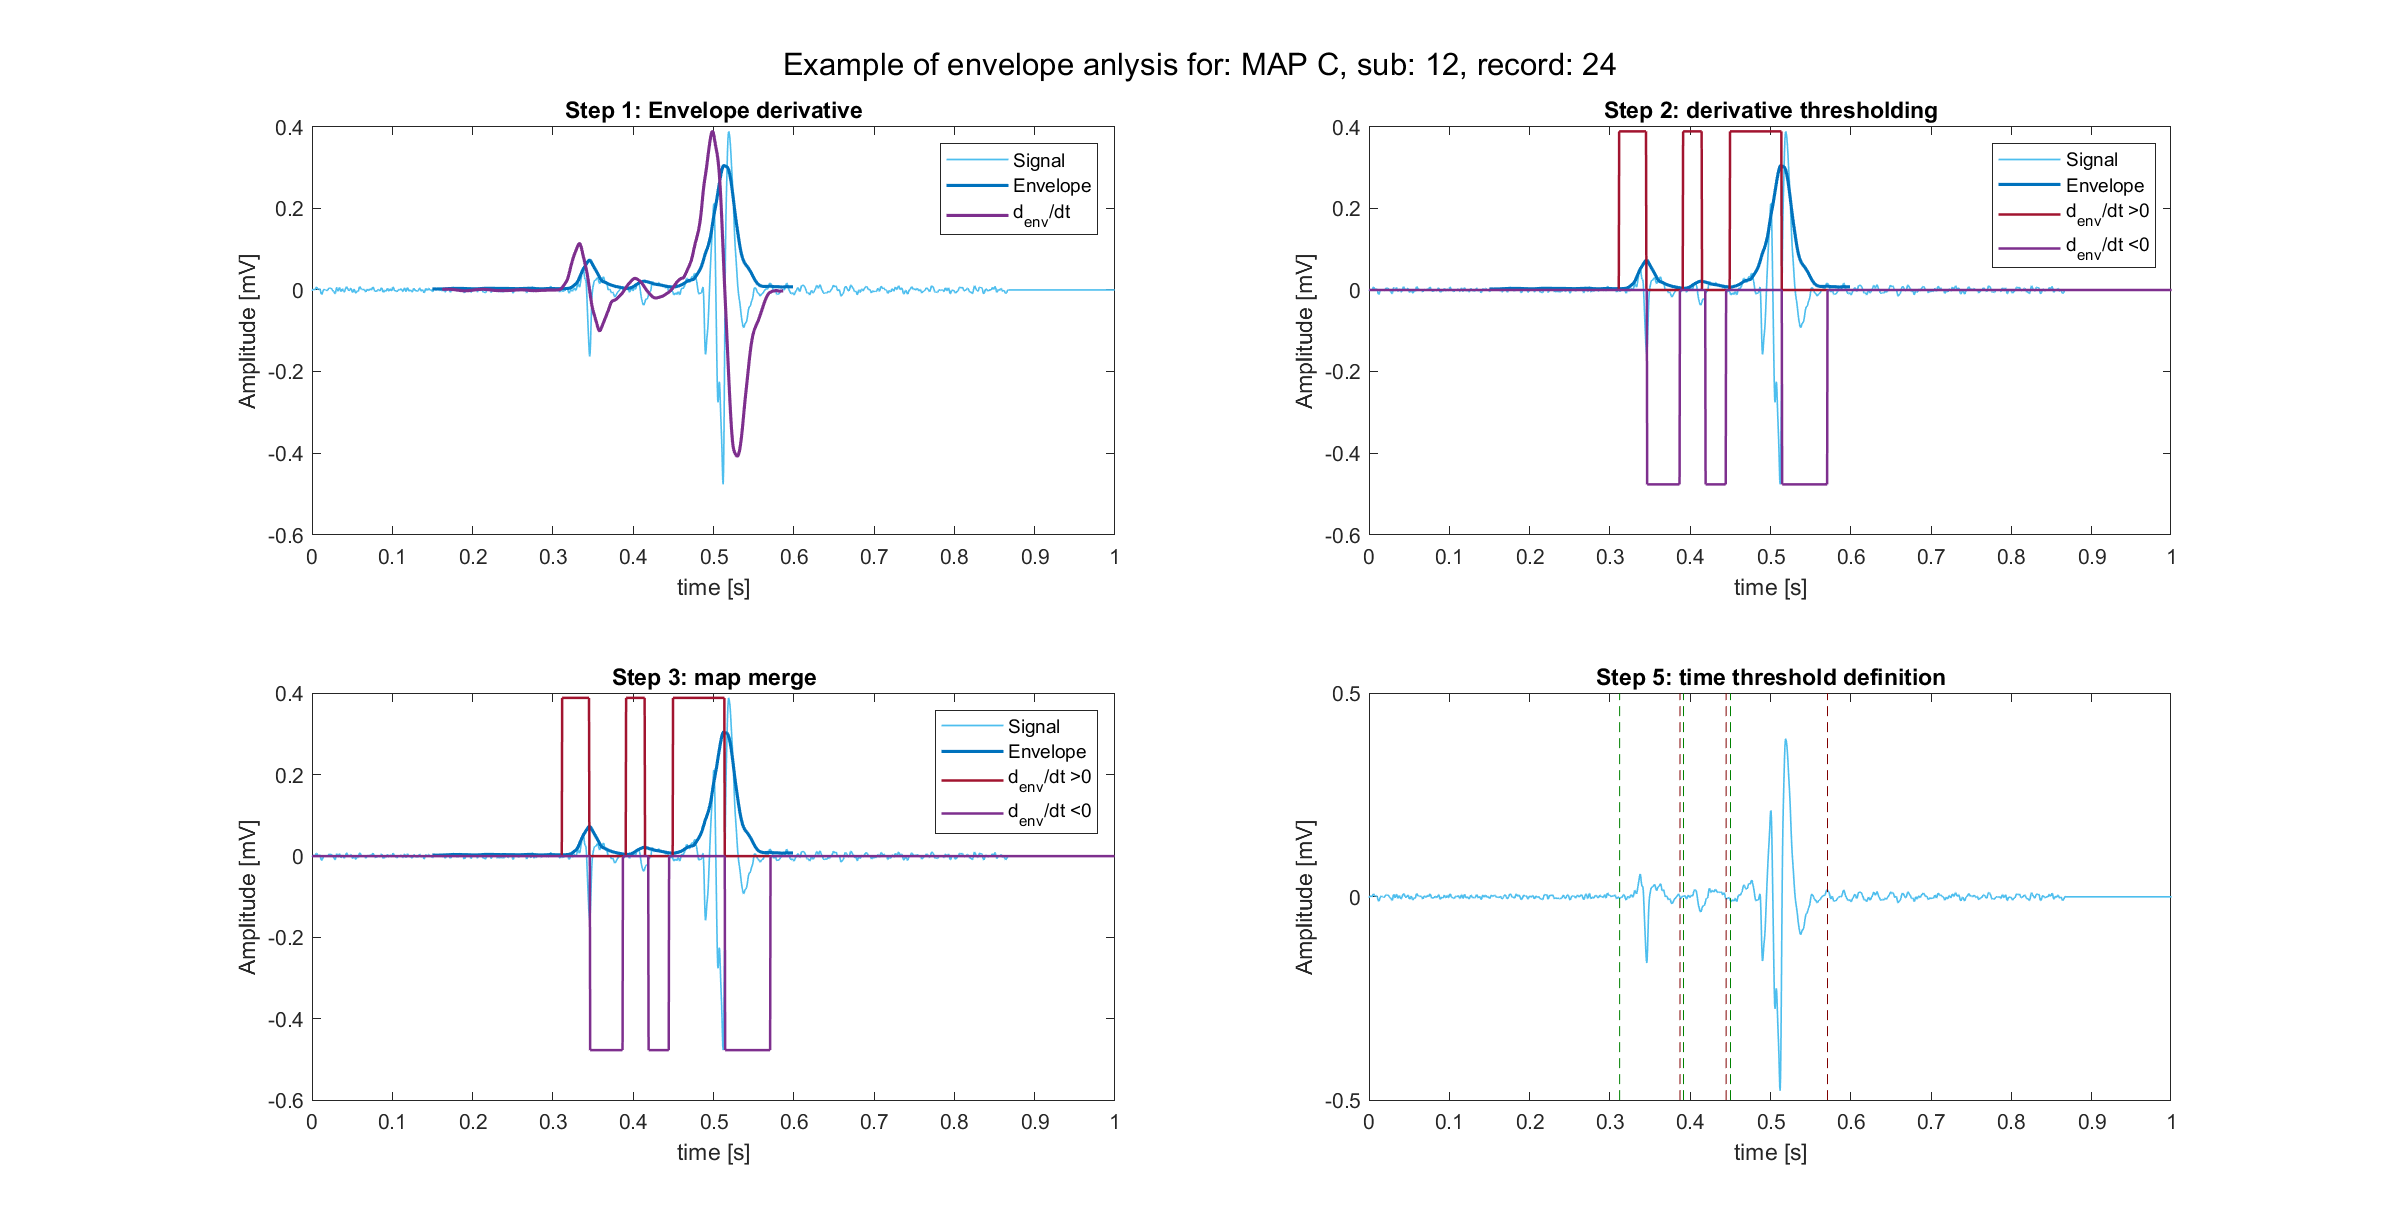 Example of envelope anlysis for: MAP C, sub: 12, record: 24
Step 1: Envelope derivative
0.4
0.2
0
-0.2
-0.4
-0.6
Amplitude [mV]
Signal
Envelope
d_env/dt
0 0.1 0.2 0.3 0.4 0.5 0.6 0.7 0.8 0.9 1
time [s]
Step 2: derivative thresholding
0.4
0.2
0
-0.2
-0.4
-0.6
Amplitude [mV]
Signal
Envelope
d_env/dt >0
d_env/dt <0
0 0.1 0.2 0.3 0.4 0.5 0.6 0.7 0.8 0.9 1
time [s]
Step 3: map merge
0.4
0.2
0
-0.2
-0.4
-0.6
Amplitude [mV]
Signal
Envelope
d_env/dt >0
d_env/dt <0
0 0.1 0.2 0.3 0.4 0.5 0.6 0.7 0.8 0.9 1
time [s]
Step 5: time threshold definition
0.5
0
-0.5
Amplitude [mV]
0 0.1 0.2 0.3 0.4 0.5 0.6 0.7 0.8 0.9 1
time [s]